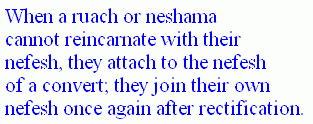 When a ruach or neshama
cannot reincarnate with their
nefesh, they attach to the nefesh
of a convert; they join their own
nefesh once again after rectification.